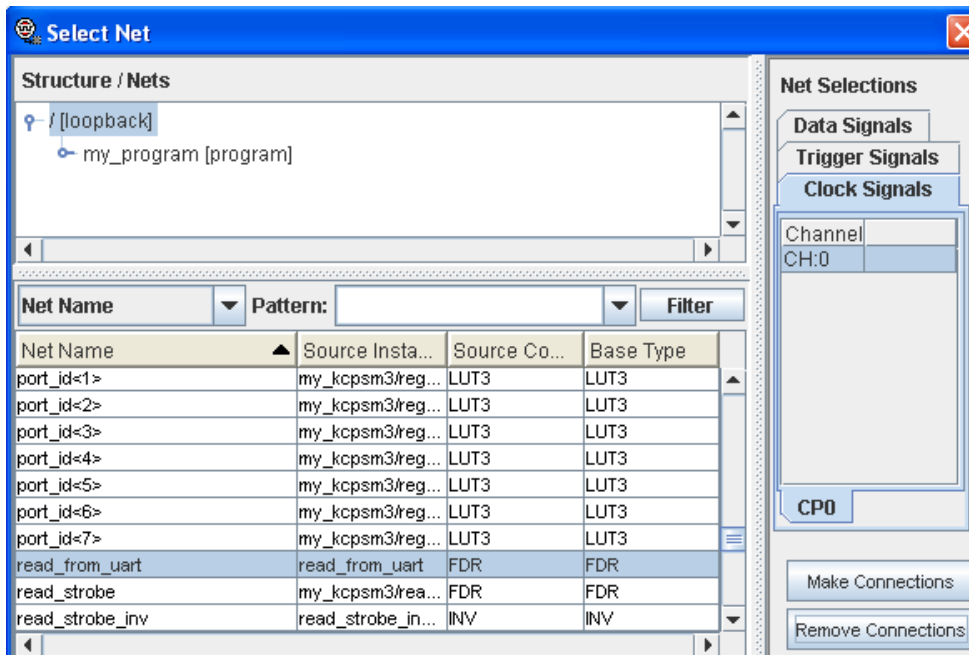 Select Net
Structure / Nets
/ [loopback]
my_program [program]
Net Name Pattern: Filter
Net Name Source Insta... Source Co... Base Type
port_id<1> my_kcpsm3/reg... LUT3 LUT3
port_id<2> my_kcpsm3/reg... LUT3 LUT3
port_id<3> my_kcpsm3/reg... LUT3 LUT3
port_id<4> my_kcpsm3/reg... LUT3 LUT3
port_id<5> my_kcpsm3/reg... LUT3 LUT3
port_id<6> my_kcpsm3/reg... LUT3 LUT3
port_id<7> my_kcpsm3/reg... LUT3 LUT3
read_from_uart read_from_uart FDR FDR
read_strobe my_kcpsm3/rea... FDR FDR
read_strobe_inv read_strobe_in... INV INV
Net Selections
Data Signals
Trigger Signals
Clock Signals
Channel
CH:0
CP0
Make Connections
Remove Connections